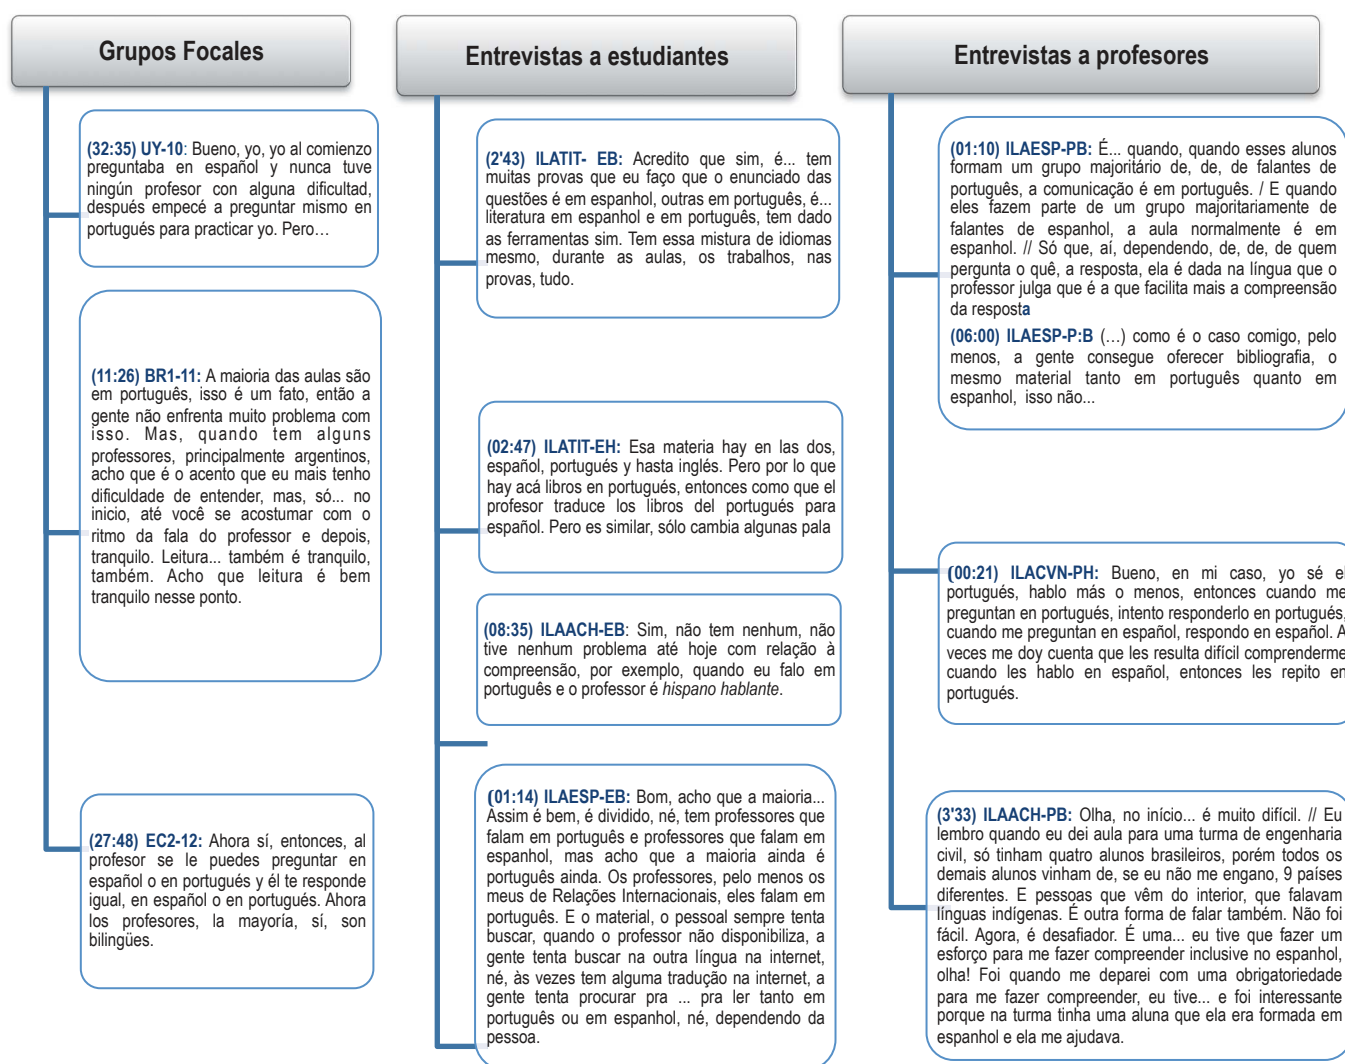 Grupos Focales
(32:35) UY-10: Bueno, yo, yo al comienzo
preguntaba en español y nunca tuve
ningún profesor con alguna dificultad,
después empecé a preguntar mismo en
portugués para practicar yo. Pero…
(11:26) BR1-11: A maioria das aulas são
em português, isso é um fato, então a
gente não enfrenta muito problema com
isso. Mas, quando tem alguns
professores, principalmente argentinos,
acho que é o acento que eu mais tenho
dificuldade de entender, mas, só... no
inicio, até você se acostumar com o
ritmo da fala do professor e depois,
tranquilo. Leitura... também é tranquilo,
também. Acho que leitura é bem
tranquilo nesse ponto.
(27:48) EC2-12: Ahora sí, entonces, al
profesor se le puedes preguntar en
español o en portugués y él te responde
igual, en español o en portugués. Ahora
los profesores, la mayoría, sí, son
bilingües.
Entrevistas a estudiantes
(2'43) ILATIT- EB: Acredito que sim, é... tem
muitas provas que eu faço que o enunciado das
questões é em espanhol, outras em português, é...
literatura em espanhol e em português, tem dado
as ferramentas sim. Tem essa mistura de idiomas
mesmo, durante as aulas, os trabalhos, nas
provas, tudo.
(02:47) ILATIT-EH: Esa materia hay en las dos,
español, portugués y hasta inglés. Pero por lo que
hay acá libros en portugués, entonces como que el
profesor traduce los libros del portugués para
español. Pero es similar, sólo cambia algunas pala
(08:35) ILAACH-EB: Sim, não tem nenhum, não
tive nenhum problema até hoje com relação à
compreensão, por exemplo, quando eu falo em
português e o professor é hispano hablante.
(01:14) ILAESP-EB: Bom, acho que a maioria...
Assim é bem, é dividido, né, tem professores que
falam em português e professores que falam em
espanhol, mas acho que a maioria ainda é
português ainda. Os professores, pelo menos os
meus de Relações Internacionais, eles falam em
português. E o material, o pessoal sempre tenta
buscar, quando o professor não disponibiliza, a
gente tenta buscar na outra língua na internet,
né, às vezes tem alguma tradução na internet, a
gente tenta procurar pra ... pra ler tanto em
português ou em espanhol, né, dependendo da
pessoa.
Entrevistas a profesores
(01:10) ILAESP-PB: É... quando, quando esses alunos
formam um grupo majoritário de, de, de falantes de
português, a comunicação é em português. / E quando
eles fazem parte de um grupo majoritariamente de
falantes de espanhol, a aula normalmente é em
espanhol. // Só que, aí, dependendo, de, de, de quem
pergunta o quê, a resposta, ela é dada na língua que o
professor julga que é a que facilita mais a compreensão
da resposta
(06:00) ILAESP-P:B (…) como é o caso comigo, pelo
menos, a gente consegue oferecer bibliografia, o
mesmo material tanto em português quanto em
espanhol, isso não...
(00:21) ILACVN-PH: Bueno, en mi caso, yo sé el
portugués, hablo más o menos, entonces cuando me
preguntan en portugués, intento responderlo en portugués,
cuando me preguntan en español, respondo en español. A
veces me doy cuenta que les resulta difícil comprenderme
cuando les hablo en español, entonces les repito en
portugués.
(3'33) ILAACH-PB: Olha, no início... é muito difícil. // Eu
lembro quando eu dei aula para uma turma de engenharia
civil, só tinham quatro alunos brasileiros, porém todos os
demais alunos vinham de, se eu não me engano, 9 países
diferentes. E pessoas que vêm do interior, que falavam
línguas indígenas. É outra forma de falar também. Não foi
fácil. Agora, é desafiador. É uma... eu tive que fazer um
esforço para me fazer compreender inclusive no espanhol,
olha! Foi quando me deparei com uma obrigatoriedade
para me fazer compreender, eu tive... e foi interessante
porque na turma tinha uma aluna que ela era formada em
espanhol e ela me ajudava.